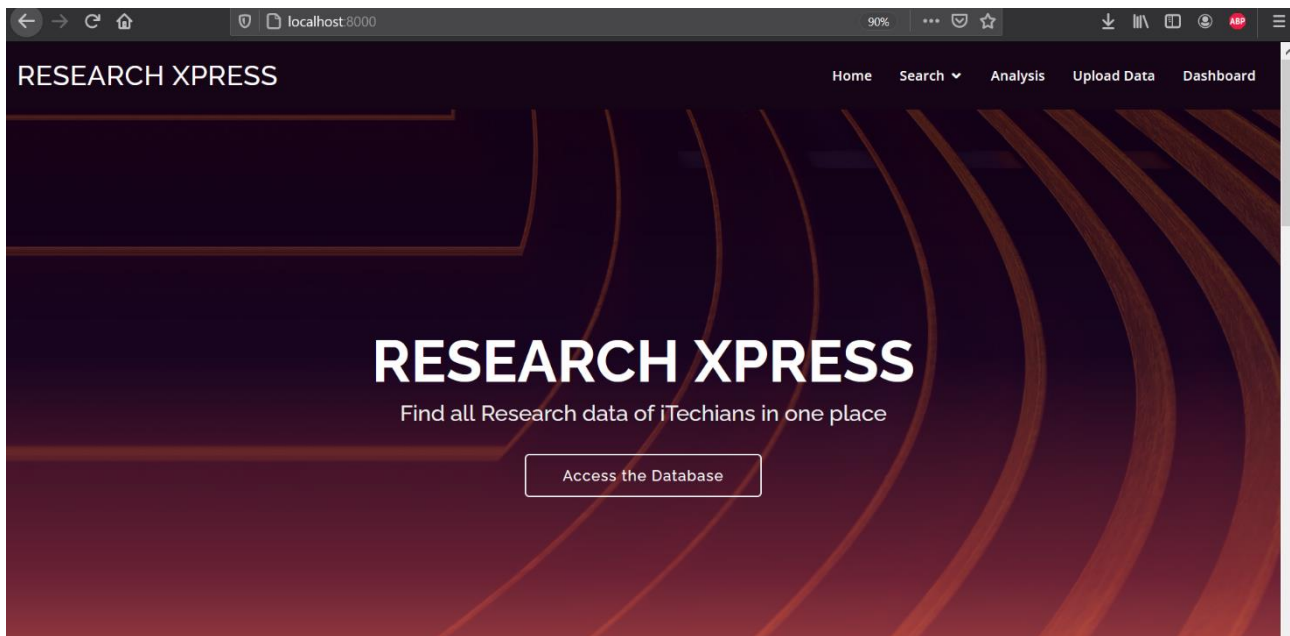 localhost:8000
90%
ABP
RESEARCH XPRESS
Home Search Analysis Upload Data Dashboard
RESEARCH XPRESS
Find all Research data of iTechians in one place
Access the Database